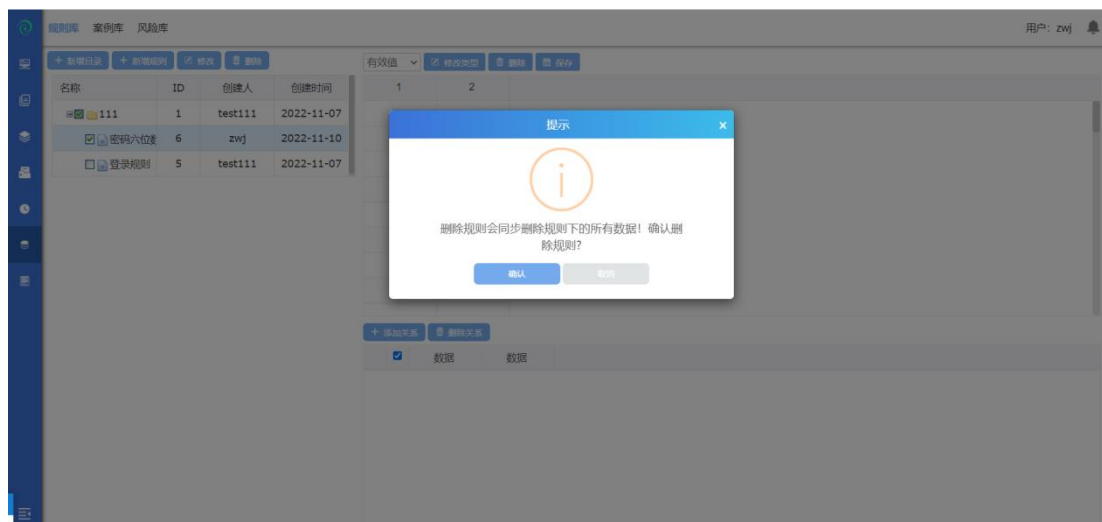 规则库 案例库 风险库 用户：zwj
+ 新增目录 + 新增规则 修改 删除 有效值 修改类型 删除 保存
名称 ID 创建人 创建时间 1 2
111 1 test111 2022-11-07
密码六位数 6 zwj 2022-11-10
登录规则 5 test111 2022-11-07
提示 ×
删除规则会同步删除规则下的所有数据！确认删
除规则?
确认 取消
+ 添加关系 删除关系
数据 数据